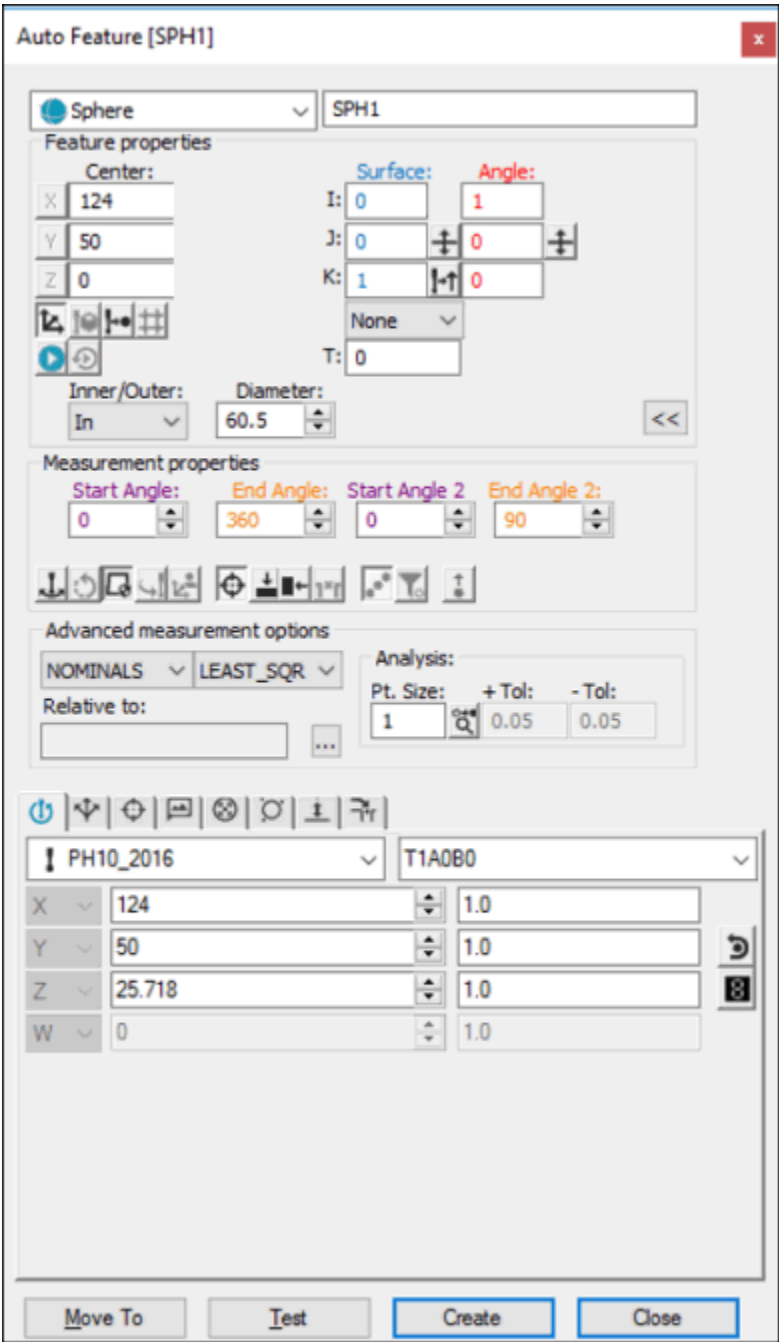 Auto Feature [SPH1]
x
Sphere SPH1
Feature properties
Center: Surface: Angle:
X 124 I: 0 1
Y 50 J: 0 0
Z 0 K: 1 0
None
T: 0
Inner/Outer: Diameter:
In 60.5 <<
Measurement properties
Start Angle: End Angle: Start Angle 2 End Angle 2:
0 360 0 90
Advanced measurement options
NOMINALS LEAST_SQR Analysis:
Relative to: Pt. Size: + Tol: - Tol:
... 1 0.05 0.05
PH10_2016 T1A0B0
X 124 1.0
Y 50 1.0
Z 25.718 1.0
8
W 0 1.0
Move To Test Create Close